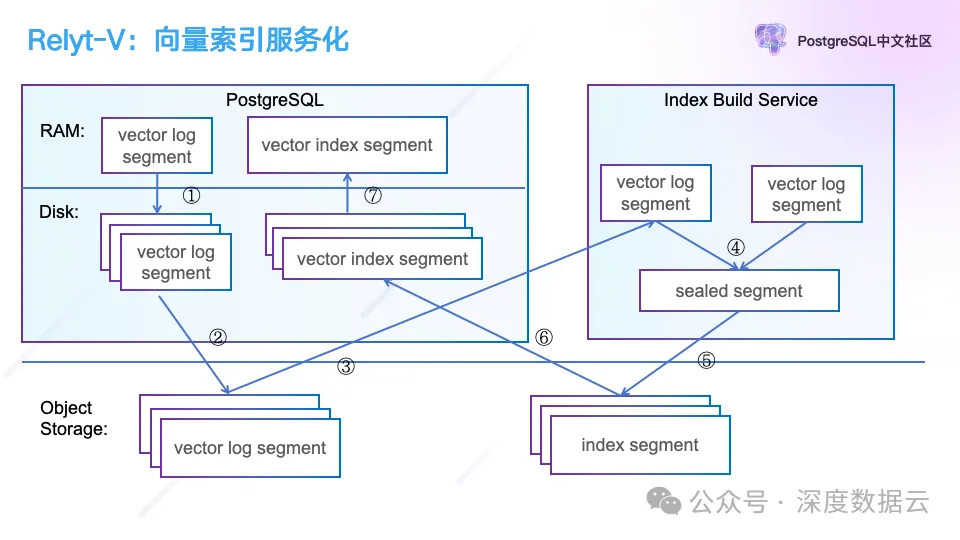 Relyt-V：向量索引服务化
PostgreSQL中文社区
PostgreSQL
RAM:
vector log
segment
vector index segment
①
⑦
Disk:
vector log
segment
vector index segment
Index Build Service
vector log
segment
vector log
segment
④
sealed segment
②
③
⑥
⑤
Object
Storage:
vector log segment
index segment
公众号 · 深度数据云